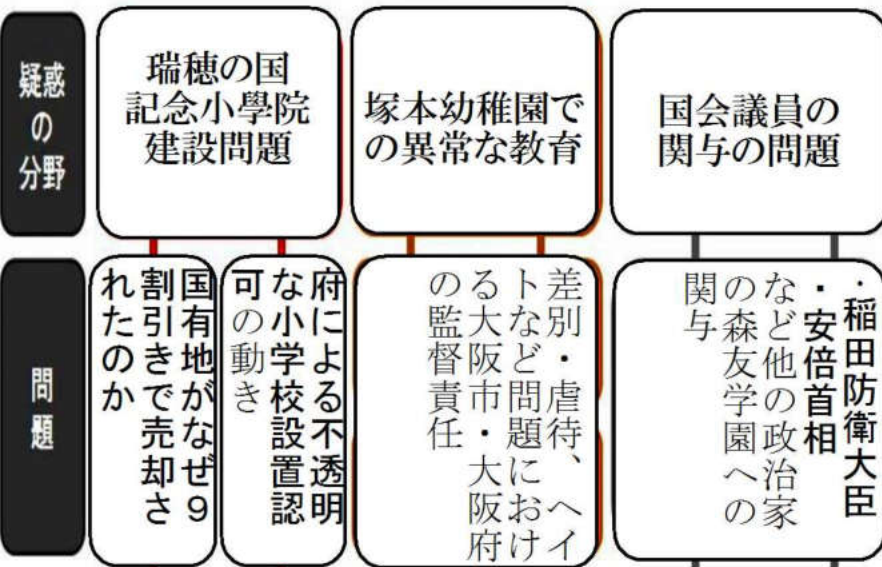 疑惑
の
分野
瑞穂の国
記念小學院
建設問題
塚本幼稚園で
の異常な教育
国会議員の
関与の問題
問題
国有地がなぜ9
割引きで売却さ
れたのか
府による不透明
な小学校設置認
可の動き
差別・虐待、ヘイ
トなど問題におけ
る大阪市・大阪府
の監督責任
・稲田防衛大臣
・安倍首相
など他の政治家
の森友学園への
関与